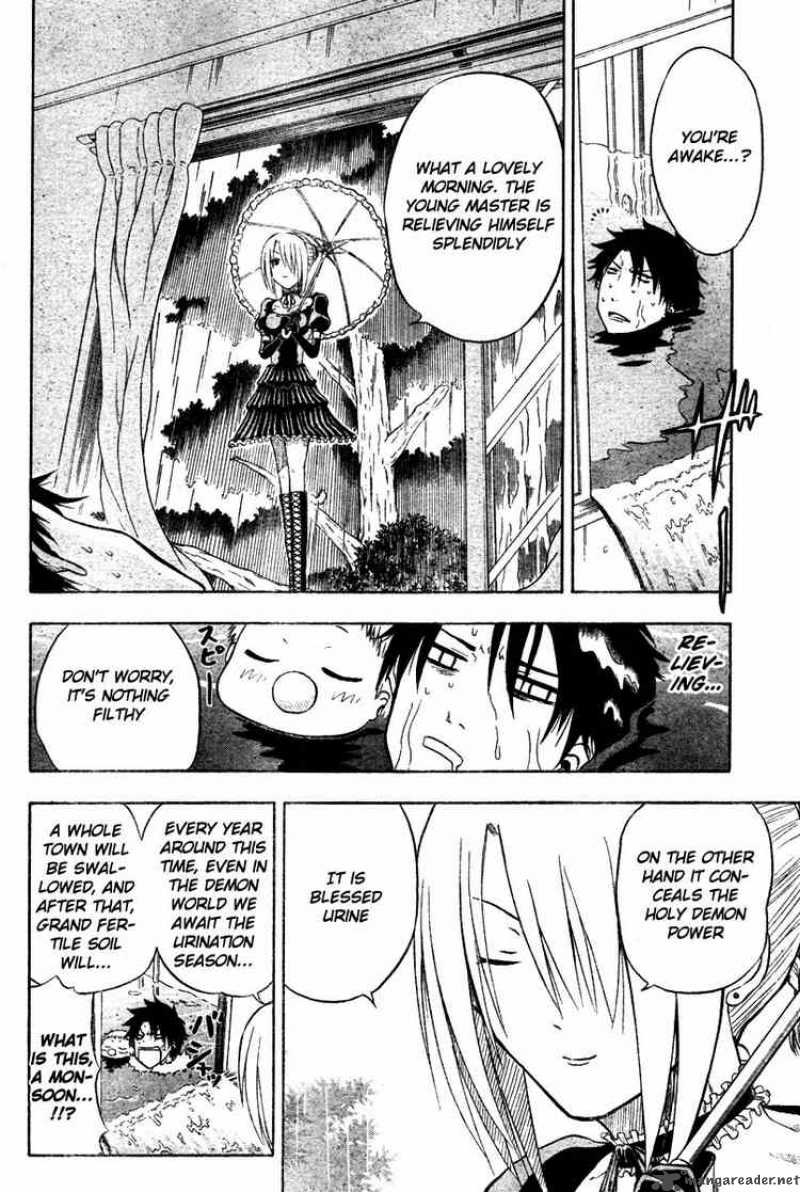 YOU'RE
AWAKE...?
WHAT A LOVELY
MORNING. THE
YOUNG MASTER IS
RELIEVING HIMSELF
SPLENDIDLY
RE-
LIEV-
ING...
スピー
DON'T WORRY,
IT'S NOTHING
FILTHY
ON THE OTHER
HAND IT CON-
CEALS THE
HOLY DEMON
POWER
IT IS
BLESSED
URINE
EVERY YEAR
AROUND THIS
TIME, EVEN IN
THE DEMON
WORLD WE
AWAIT THE
URINATION
SEASON...
A WHOLE
TOWN WILL
BE SWAL-
LOWED, AND
AFTER THAT,
GRAND FER-
TILE SOIL
WILL...
WHAT
IS THIS,
A MON-
SOON...
!!?
mangareader.net